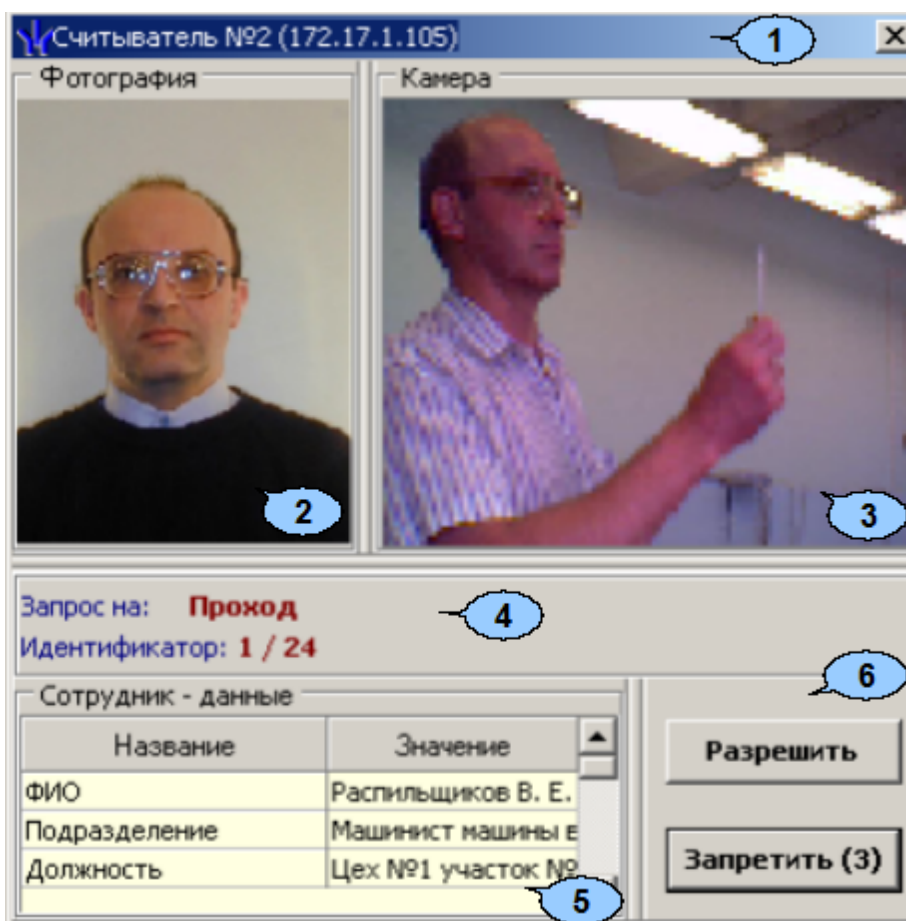 Считыватель №2 (172.17.1.105)
1
Фотография
Камера
2
3
Запрос на: Проход
4
Идентификатор: 1 / 24
6
Сотрудник - данные
Название Значение
Разрешить
ФИО Распильщиков В. Е.
Подразделение Машинист машины в
Запретить (3)
Должность Цех №1 участок №
5